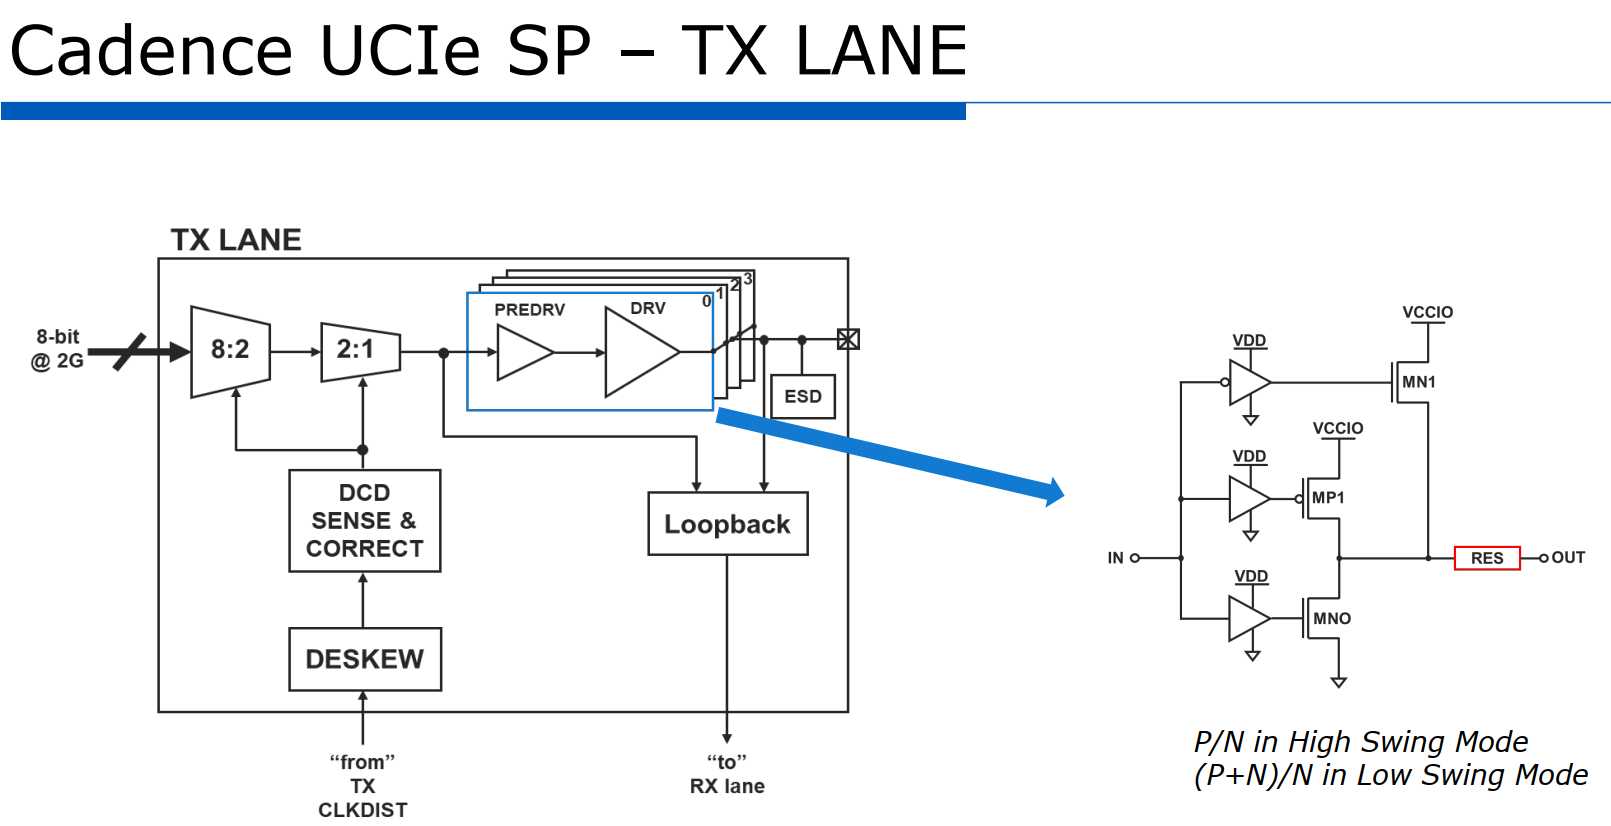 Cadence UCIe SP – TX LANE
TX LANE
8-bit
@ 2G
8:2
2:1
PREDRV
DRV
0
1
2
3
ESD
DCD
SENSE &
CORRECT
Loopback
DESKEW
“from”
TX
CLKDIST
“to”
RX lane
VCCIO
VDD
MN1
VCCIO
VDD
MP1
IN
RES
OUT
VDD
MNO
P/N in High Swing Mode
(P+N)/N in Low Swing Mode